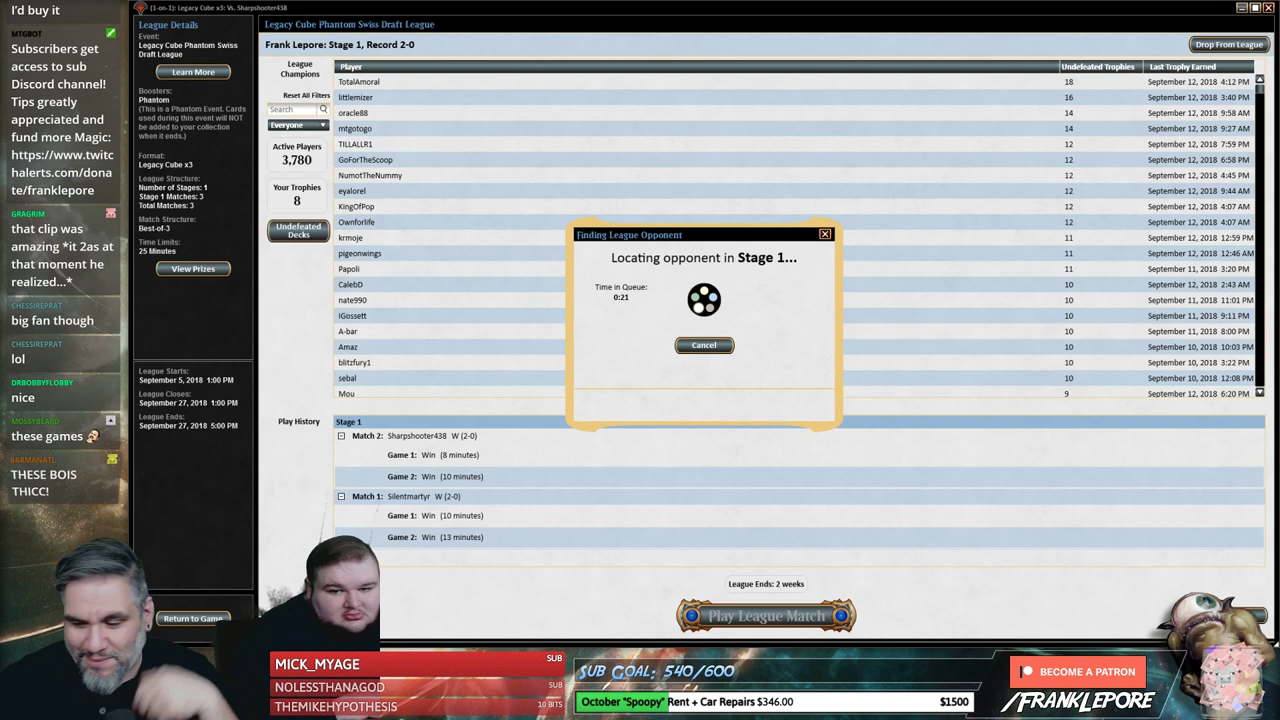 I'd buy it
MTGBOT
Subscribers get
access to sub
Discord channel!
Tips greatly
appreciated and
fund more Magic:
https://www.twitc
halerts.com/dona
te/franklepore
GRAGRIM
that clip was
amazing *it 2as at
that moment he
realized...*
CHESSIREPRAT
big fan though
CHESSIREPRAT
lol
DRBOBBYFLOBBY
nice
MOSSYBEARD
these games
BARMANATL
THESE BOIS
THICC!
(1-on-1): Legacy Cube x3: Vs. Sharpshooter438
League Details
Event:
Legacy Cube Phantom Swiss
Draft League
Learn More
Boosters:
Phantom
(This is a Phantom Event. Cards
used during this event will NOT
be added to your collection
when it ends.)
Format:
Legacy Cube x3
League Structure:
Number of Stages: 1
Stage 1 Matches: 3
Total Matches: 3
Match Structure:
Best-of-3
Time Limits:
25 Minutes
View Prizes
League Starts:
September 5, 2018 1:00 PM
League Closes:
September 27, 2018 1:00 PM
League Ends:
September 27, 2018 5:00 PM
Return to Game
Legacy Cube Phantom Swiss Draft League
Frank Lepore: Stage 1, Record 2-0
Drop From League
League
Champions
Reset All Filters
Search
Everyone
Active Players
3,780
Your Trophies
8
Undefeated
Decks
Player Undefeated Trophies Last Trophy Earned
TotalAmoral 18 September 12, 2018 4:12 PM
littlemizer 16 September 12, 2018 3:40 PM
oracle88 14 September 12, 2018 9:58 AM
mtgotogo 14 September 12, 2018 9:27 AM
TILLALLR1 12 September 12, 2018 7:59 PM
GoForTheScoop 12 September 12, 2018 6:58 PM
NumotTheNummy 12 September 12, 2018 4:45 PM
eyalorel 12 September 12, 2018 9:44 AM
KingOfPop 12 September 12, 2018 4:07 AM
Ownforlife 12 September 12, 2018 4:07 AM
krmoje 11 September 12, 2018 12:59 PM
pigeonwings 11 September 12, 2018 12:46 AM
Papoli 11 September 11, 2018 3:20 PM
CalebD 10 September 12, 2018 2:43 AM
nate990 10 September 11, 2018 11:01 PM
IGossett 10 September 11, 2018 9:11 PM
A-bar 10 September 11, 2018 8:00 PM
Amaz 10 September 10, 2018 10:03 PM
blitzfury1 10 September 10, 2018 3:22 PM
sebal 10 September 10, 2018 12:08 PM
Mou 9 September 12, 2018 6:20 PM
Finding League Opponent
Locating opponent in Stage 1...
Time in Queue:
0:21
Cancel
Play History
Stage 1
Match 2: Sharpshooter438 W (2-0)
Game 1: Win (8 minutes)
Game 2: Win (10 minutes)
Match 1: Silentmartyr W (2-0)
Game 1: Win (10 minutes)
Game 2: Win (13 minutes)
League Ends: 2 weeks
Play League Match
MICK_MYAGE SUB
NOLESSTHANAGOD SUB
THEMIKEHYPOTHESIS 10 BITS
SUB GOAL: 540/600
October "Spoopy" Rent + Car Repairs $346.00 $1500
BECOME A PATRON
/FRANKLEPORE